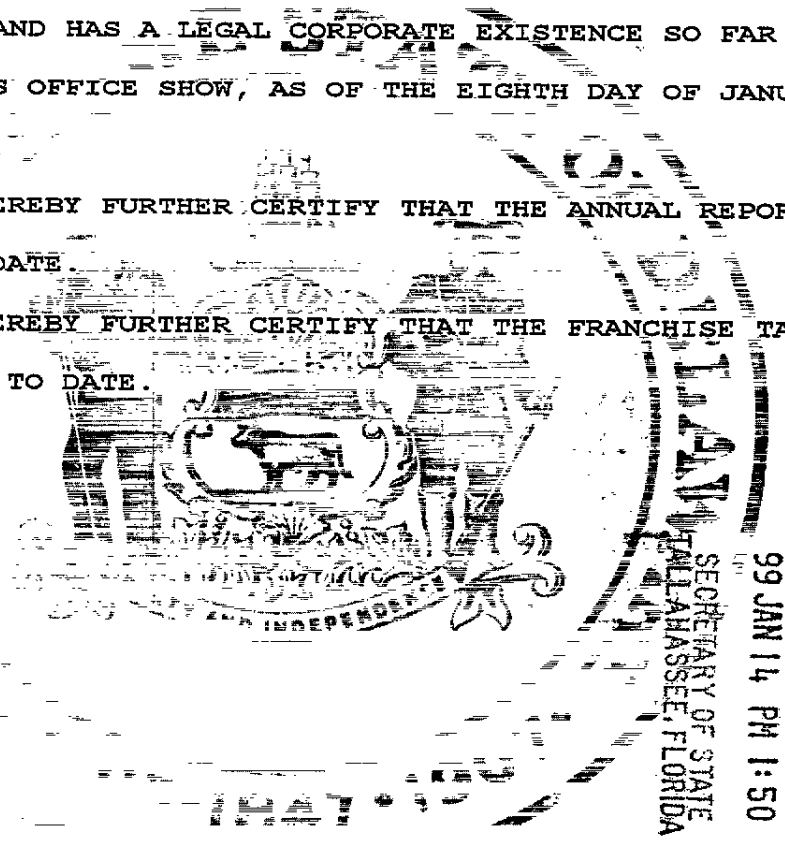 AND HAS A LEGAL CORPORATE EXISTENCE SO FAR
S OFFICE SHOW, AS OF THE EIGHTH DAY OF JANU
EREBY FURTHER CERTIFY THAT THE ANNUAL REPOR
DATE.
EREBY FURTHER CERTIFY THAT THE FRANCHISE TA
TO DATE.
AND INDEPENDENCE
99 JAN 14 PM 1:50
SECRETARY OF STATE
TALLAHASSEE, FLORIDA